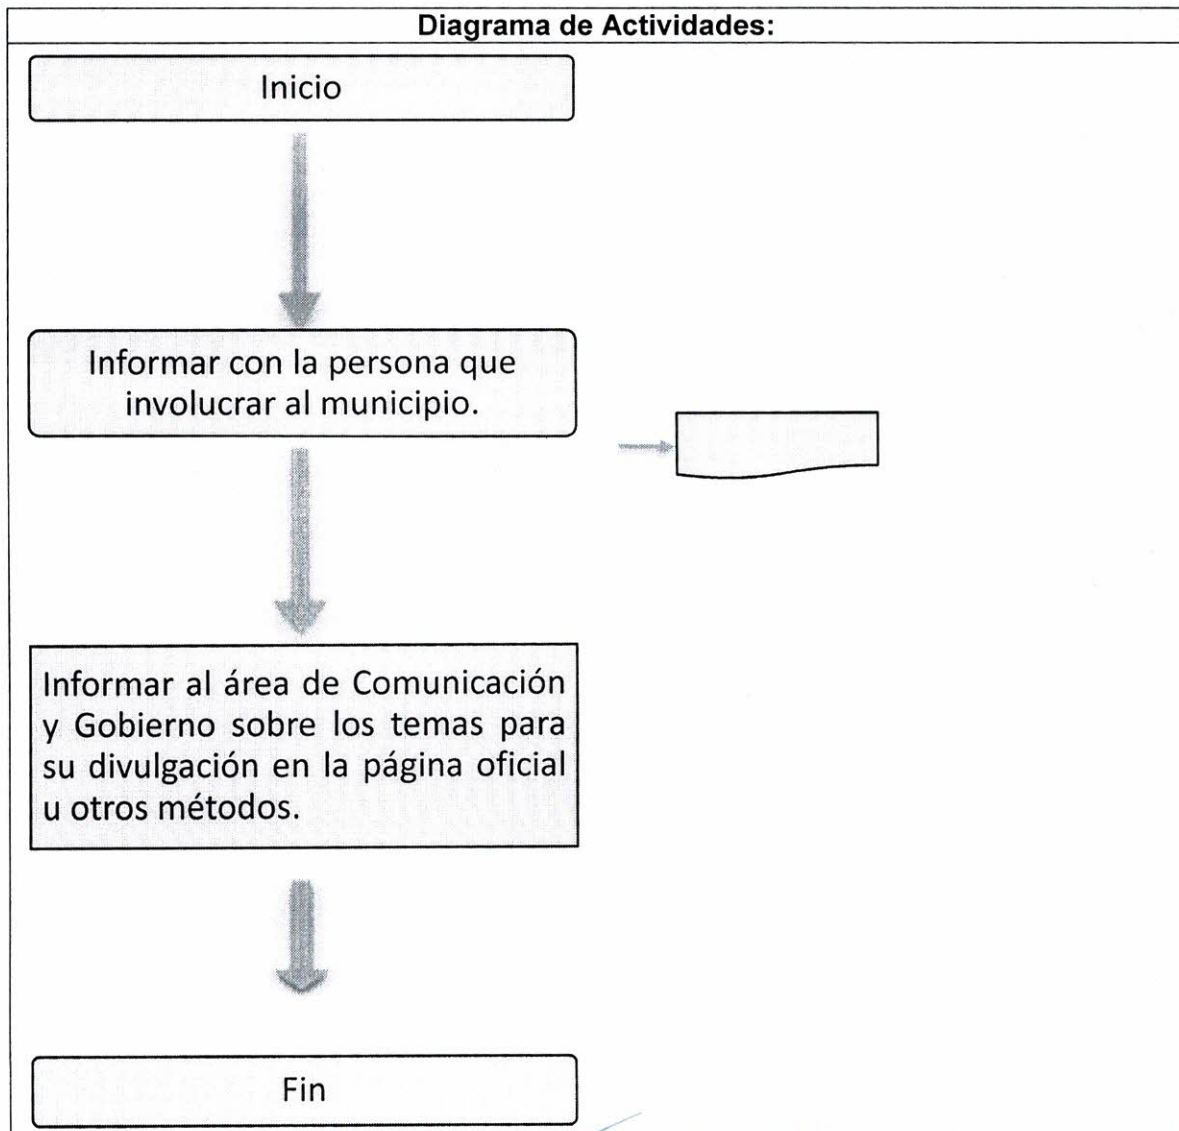 Diagrama de Actividades:
Inicio
Informar con la persona que
involucrar al municipio.
Informar al área de Comunicación
y Gobierno sobre los temas para
su divulgación en la página oficial
u otros métodos.
Fin